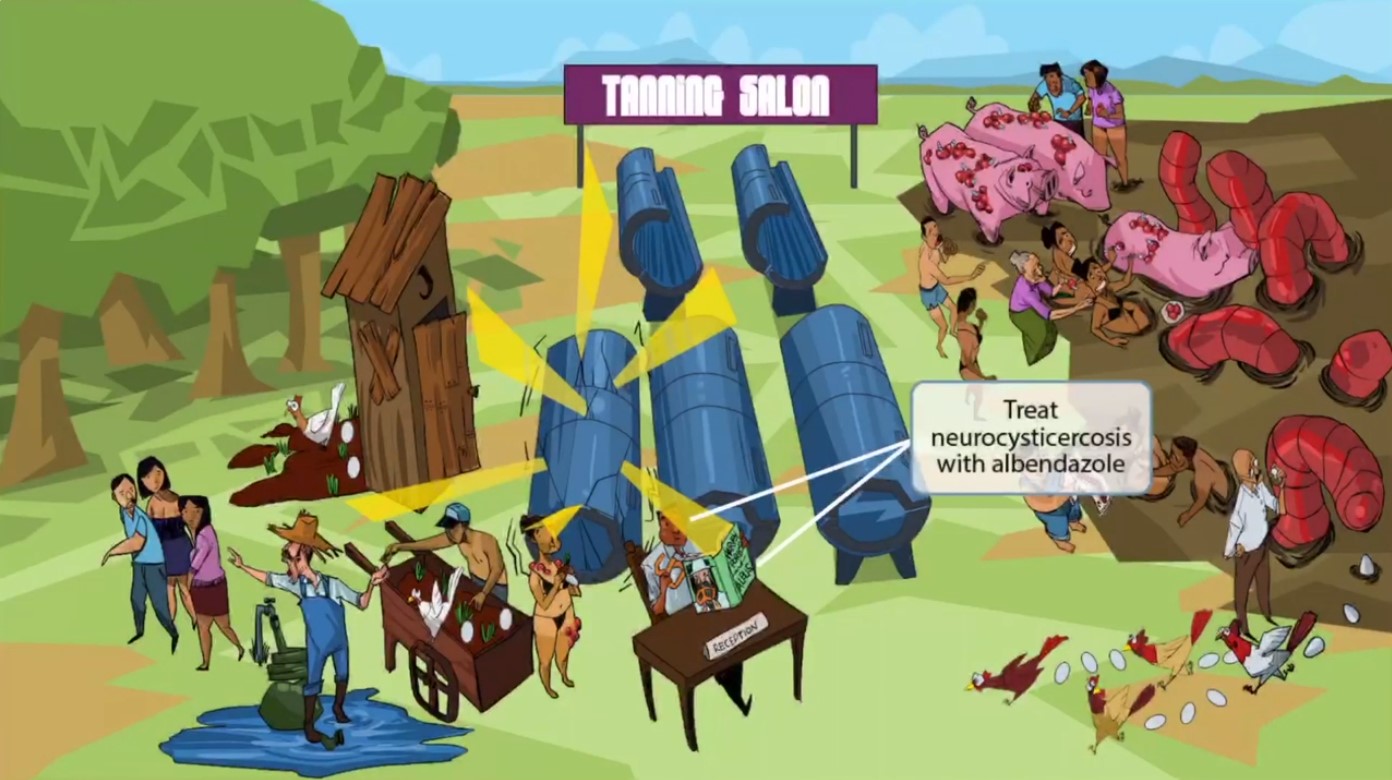 TANNING SALON
Treat
neurocysticercosis
with albendazole
RECEPTION